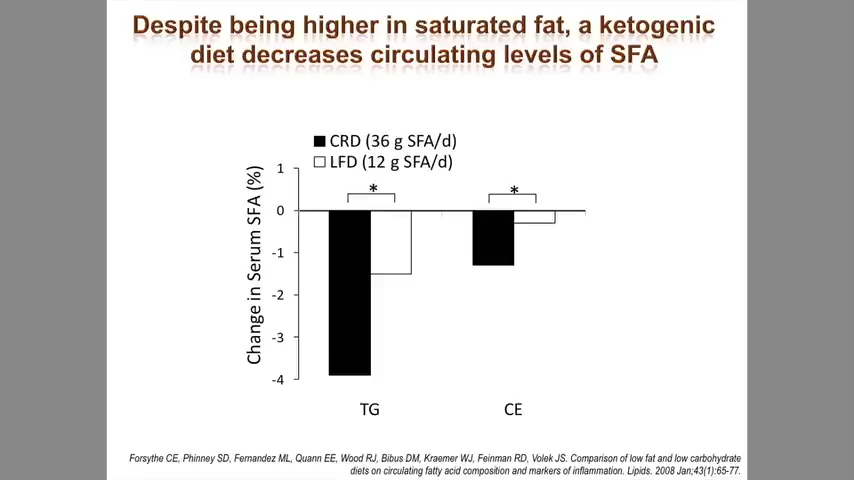 Despite being higher in saturated fat, a ketogenic
diet decreases circulating levels of SFA
CRD (36 g SFA/d)
LFD (12 g SFA/d)
Change in Serum SFA (%)
1
0
-1
-2
-3
-4
*
*
TG
CE
Forsythe CE, Phinney SD, Fernandez ML, Quann EE, Wood RJ, Bibus DM, Kraemer WJ, Feinman RD, Volek JS. Comparison of low fat and low carbohydrate
diets on circulating fatty acid composition and markers of inflammation. Lipids. 2008 Jan;43(1):65-77.